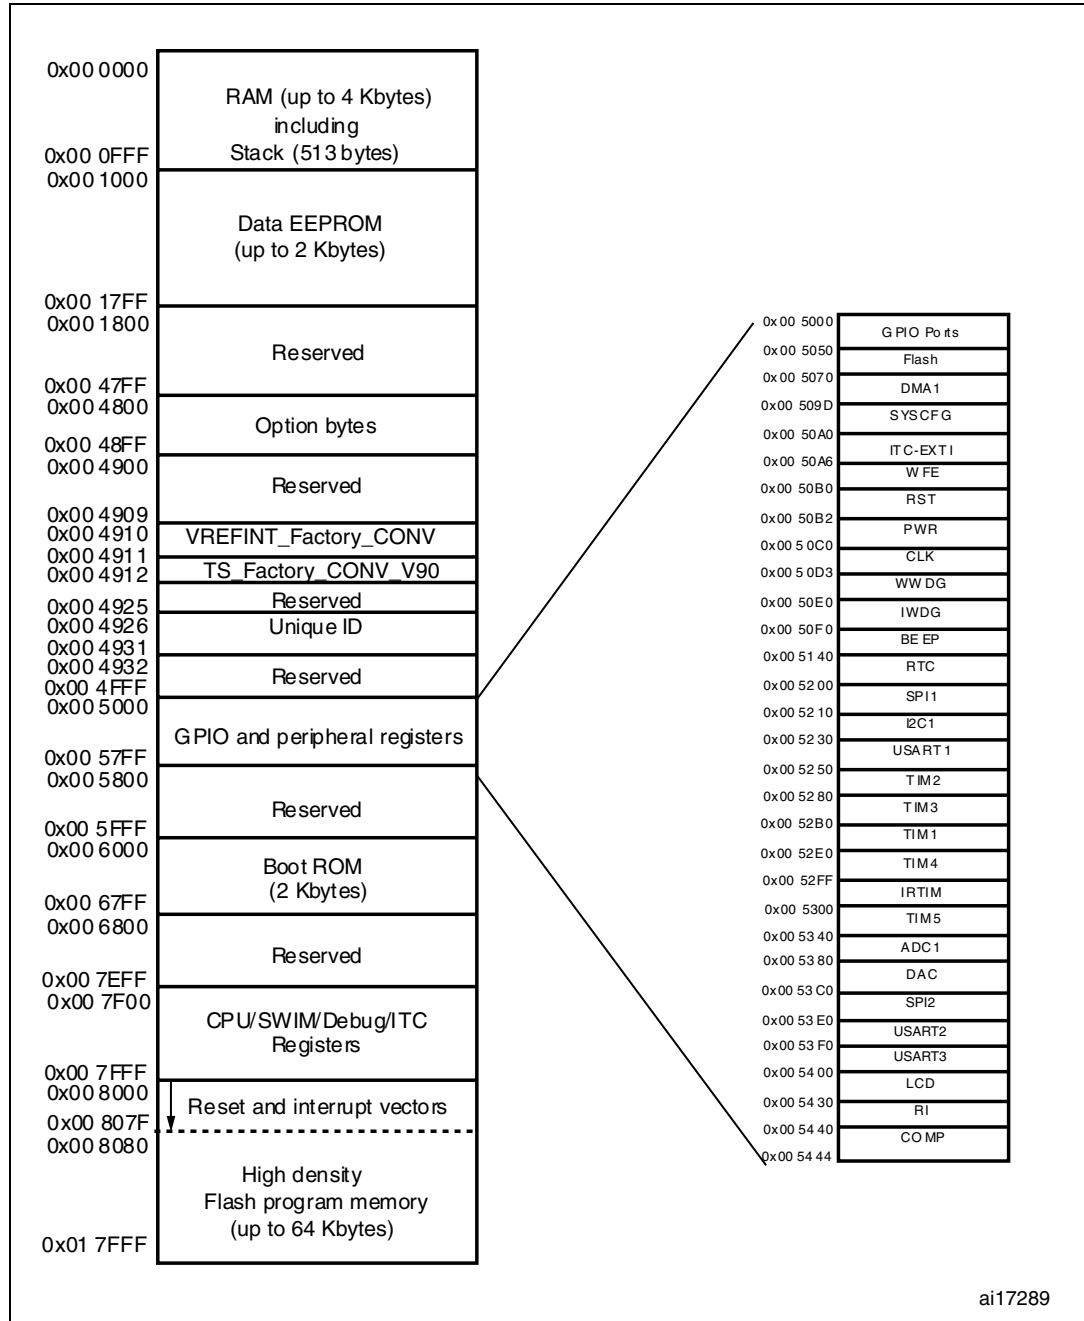 0x00 0000
RAM (up to 4 Kbytes)
including
Stack (513 bytes)
0x00 0FFF
0x00 1000
Data EEPROM
(up to 2 Kbytes)
0x00 17FF
0x00 1800
Reserved
0x00 47FF
0x00 4800
Option bytes
0x00 48FF
0x00 4900
Reserved
0x00 4909
0x00 4910
VREFINT_Factory_CONV
0x00 4911
0x00 4912
TS_Factory_CONV_V90
Reserved
0x00 4925
0x00 4926
Unique ID
0x00 4931
0x00 4932
Reserved
0x00 4FFF
0x00 5000
GPIO and peripheral registers
0x00 57FF
0x00 5800
Reserved
0x00 5FFF
0x00 6000
Boot ROM
(2 Kbytes)
0x00 67FF
0x00 6800
Reserved
0x00 7EFF
0x00 7F00
CPU/SWIM/Debug/ITC
Registers
0x00 7FFF
0x00 8000
Reset and interrupt vectors
0x00 807F
0x00 8080
High density
Flash program memory
(up to 64 Kbytes)
0x01 7FFF
0x00 5000
GPIO Ports
0x00 5050
Flash
0x00 5070
DMA1
0x00 509D
SYSCFG
0x00 50A0
ITC-EXTI
0x00 50A6
WFE
0x00 50B0
RST
0x00 50B2
PWR
0x00 50C0
CLK
0x00 50D3
WWDG
0x00 50E0
IWDG
0x00 50F0
BEEP
0x00 5140
RTC
0x00 5200
SPI1
0x00 5210
I2C1
0x00 5230
USART1
0x00 5250
TIM2
0x00 5280
TIM3
0x00 52B0
TIM1
0x00 52E0
TIM4
0x00 52FF
IRTIM
0x00 5300
TIM5
0x00 5340
ADC1
0x00 5380
DAC
0x00 53C0
SPI2
0x00 53E0
USART2
0x00 53F0
USART3
0x00 5400
LCD
0x00 5430
RI
0x00 5440
COMP
0x00 5444
ai17289